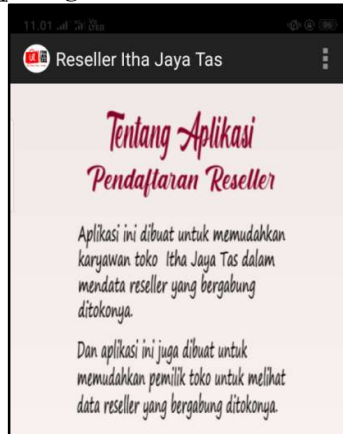 11.01
Reseller Itha Jaya Tas
Tentang Aplikasi
Pendaftaran Reseller
Aplikasi ini dibuat untuk memudahkan
karyawan toko Itha Jaya Tas dalam
mendata reseller yang bergabung
ditokonya.
Dan aplikasi ini juga dibuat untuk
memudahkan pemilik toko untuk melihat
data reseller yang bergabung ditokonya.